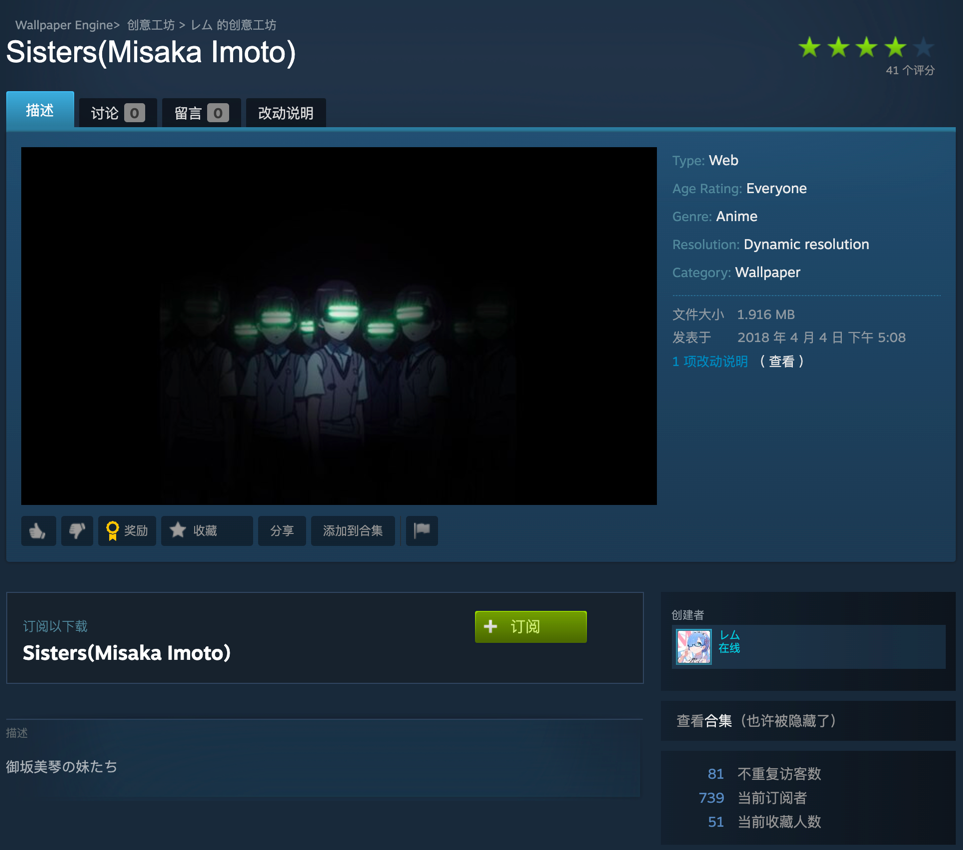 Wallpaper Engine> 创意工坊 > レム 的创意工坊
Sisters(Misaka Imoto)
41 个评分
描述
讨论 0
留言 0
改动说明
Type: Web
Age Rating: Everyone
Genre: Anime
Resolution: Dynamic resolution
Category: Wallpaper
文件大小 1.916 MB
发表于 2018 年 4 月 4 日 下午 5:08
1 项改动说明 （ 查看 ）
奖励
收藏
分享
添加到合集
订阅以下载
Sisters(Misaka Imoto)
订阅
创建者
レム
在线
查看合集（也许被隐藏了）
描述
御坂美琴の妹たち
81 不重复访客数
739 当前订阅者
51 当前收藏人数